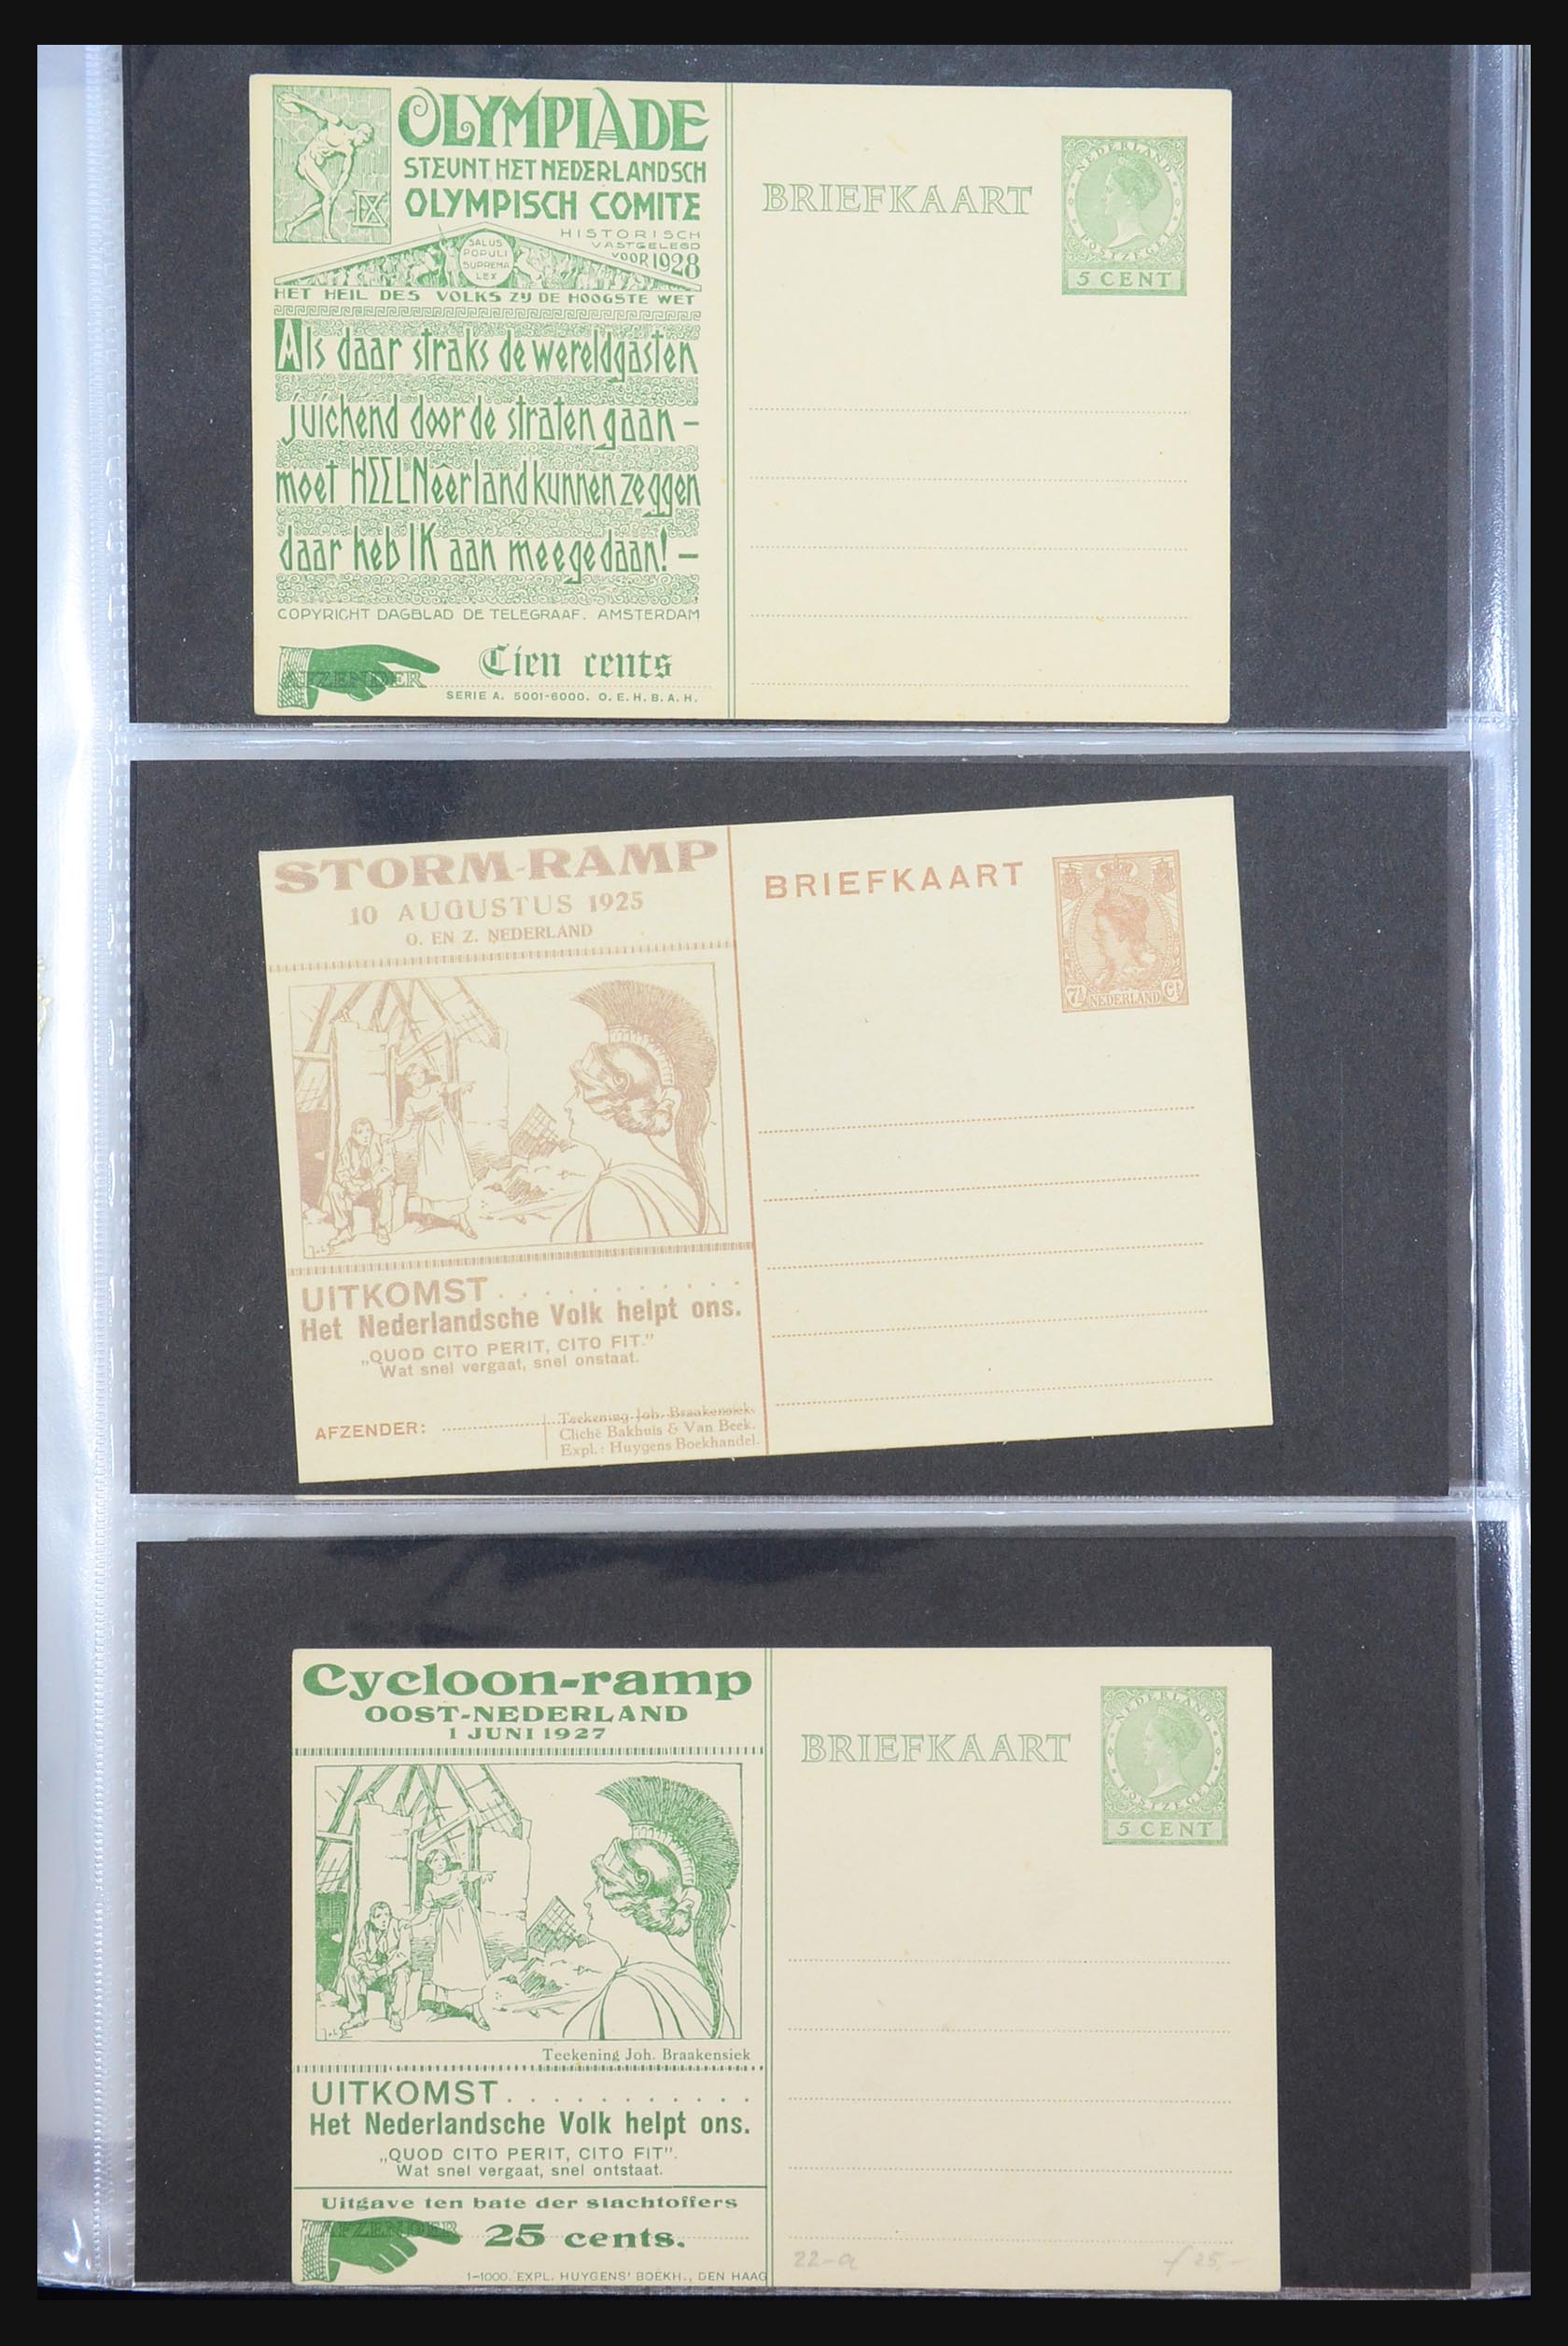 OLYMPIADE
STEUNT HET NEDERLANDSCH
OLYMPISCH COMITE
HISTORISCH
VASTGELEGD
VOOR 1928
SALUS
POPULI
SUPREMA
LEX
HET HEIL DES VOLKS ZIJ DE HOOGSTE WET
Als daar straks de wereldgasten
juichend door de straten gaan –
moet HEEL Neêrland kunnen zeggen
daar heb IK aan meegedaan! –
COPYRIGHT DAGBLAD DE TELEGRAAF. AMSTERDAM
AFZENDER
Tien cents
SERIE A. 5001-6000. O. E. H. B. A. H.
BRIEFKAART
NEDERLAND
POSTZEGEL
5 CENT
STORM-RAMP
10 AUGUSTUS 1925
O. EN Z. NEDERLAND
UITKOMST . . . . . . . . . . .
Het Nederlandsche Volk helpt ons.
„QUOD CITO PERIT, CITO FIT."
Wat snel vergaat, snel onstaat.
AFZENDER:
Teekening Joh. Braakensiek.
Cliché Bakhuis & Van Beek.
Expl.: Huygens Boekhandel.
BRIEFKAART
7½ NEDERLAND Ct
Cycloon-ramp
OOST-NEDERLAND
1 JUNI 1927
Teekening Joh. Braakensiek
UITKOMST . . . . . . . . . . .
Het Nederlandsche Volk helpt ons.
„QUOD CITO PERIT, CITO FIT".
Wat snel vergaat, snel ontstaat.
Uitgave ten bate der slachtoffers
AFZENDER
25 cents.
1-1000. EXPL. HUYGENS' BOEKH., DEN HAAG
BRIEFKAART
NEDERLAND
POSTZEGEL
5 CENT
22-a
ƒ 25,-